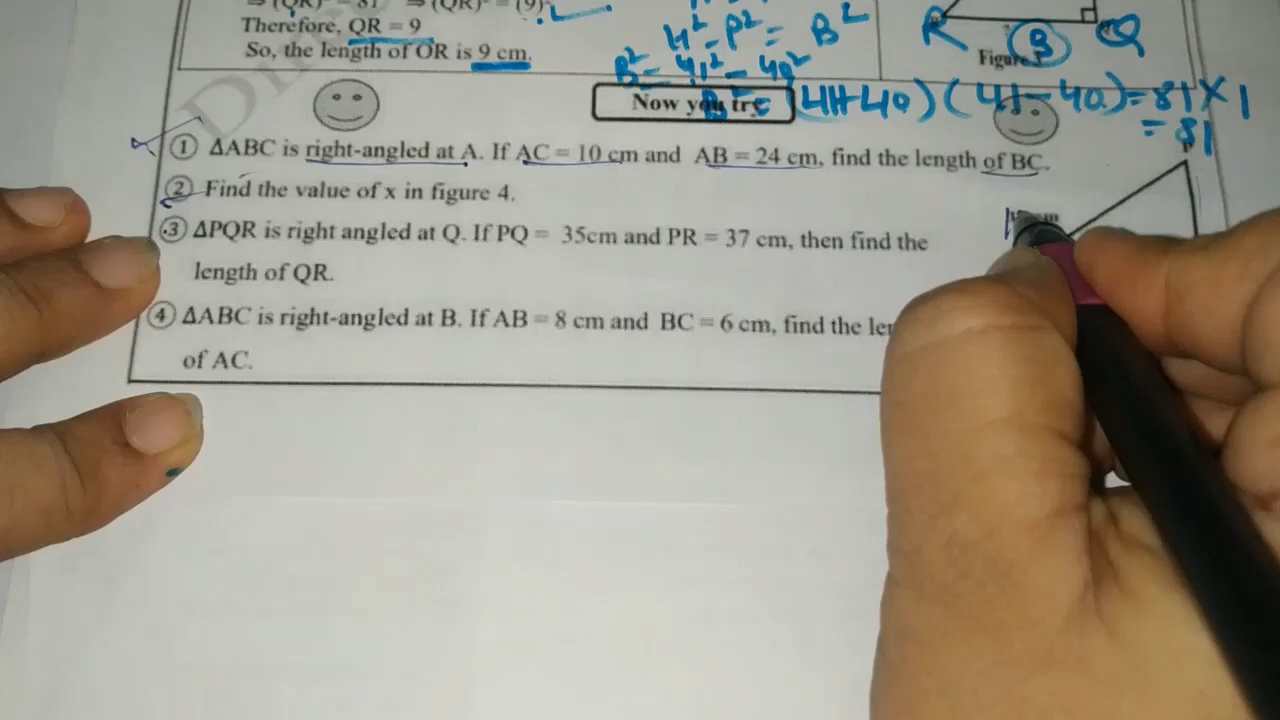 Therefore, QR = 9
So, the length of QR is 9 cm.
H² - P² = B²
B² = 41² - 40²
B² = (41+40)(41-40) = 81 × 1
= 81
R B Q
Figure
Now you try
① ΔABC is right-angled at A. If AC = 10 cm and AB = 24 cm, find the length of BC.
② Find the value of x in figure 4.
③ ΔPQR is right angled at Q. If PQ = 35cm and PR = 37 cm, then find the
length of QR.
④ ΔABC is right-angled at B. If AB = 8 cm and BC = 6 cm, find the
of AC.